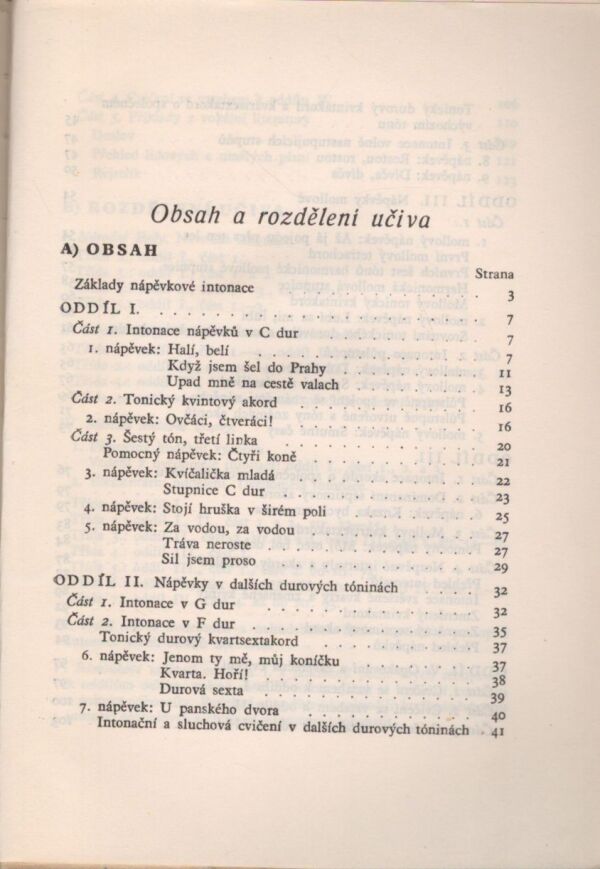 Obsah a rozdělení učiva
A) OBSAH
Strana
Základy nápěvkové intonace . . . . . . . . . . 3
ODDÍL I. . . . . . . . . . . . . . . . . . 7
Část 1. Intonace nápěvků v C dur . . . . . . . . . 7
1. nápěvek: Halí, belí . . . . . . . . . . 7
Když jsem šel do Prahy . . . . . . . 11
Upad mně na cestě valach . . . . . . . 13
Část 2. Tonický kvintový akord . . . . . . . . . 16
2. nápěvek: Ovčáci, čtveráci! . . . . . . . . . 16
Část 3. Šestý tón, třetí linka . . . . . . . . . 20
Pomocný nápěvek: Čtyři koně . . . . . . . . 21
3. nápěvek: Kvíčalička mladá . . . . . . . . 22
Stupnice C dur . . . . . . . . . 23
4. nápěvek: Stojí hruška v širém poli . . . . . . . 25
5. nápěvek: Za vodou, za vodou . . . . . . . . 27
Tráva neroste . . . . . . . . . 27
Sil jsem proso . . . . . . . . . 29
ODDÍL II. Nápěvky v dalších durových tóninách . . . . . 32
Část 1. Intonace v G dur . . . . . . . . . . 32
Část 2. Intonace v F dur . . . . . . . . . . 35
Tonický durový kvartsextakord . . . . . . . . 37
6. nápěvek: Jenom ty mě, můj koníčku . . . . . . 37
Kvarta. Hoří! . . . . . . . . . 38
Durová sexta . . . . . . . . . 39
7. nápěvek: U panského dvora . . . . . . . . 40
Intonační a sluchová cvičení v dalších durových tóninách . 41